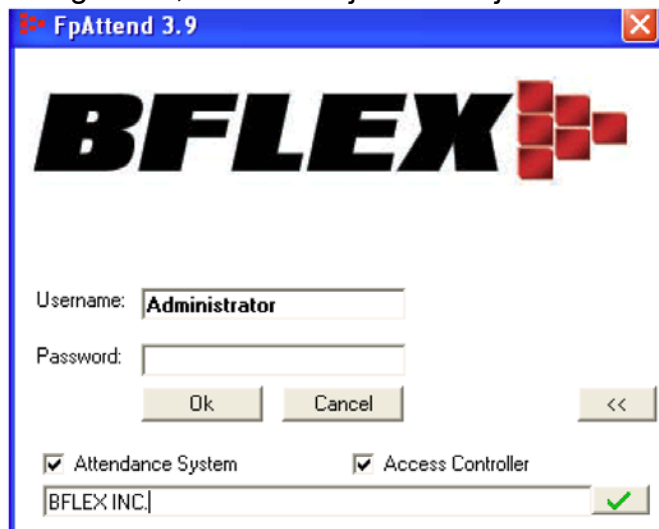 FpAttend 3.9
BFLEX
Username: Administrator
Password:
Ok Cancel <<
Attendance System Access Controller
BFLEX INC.